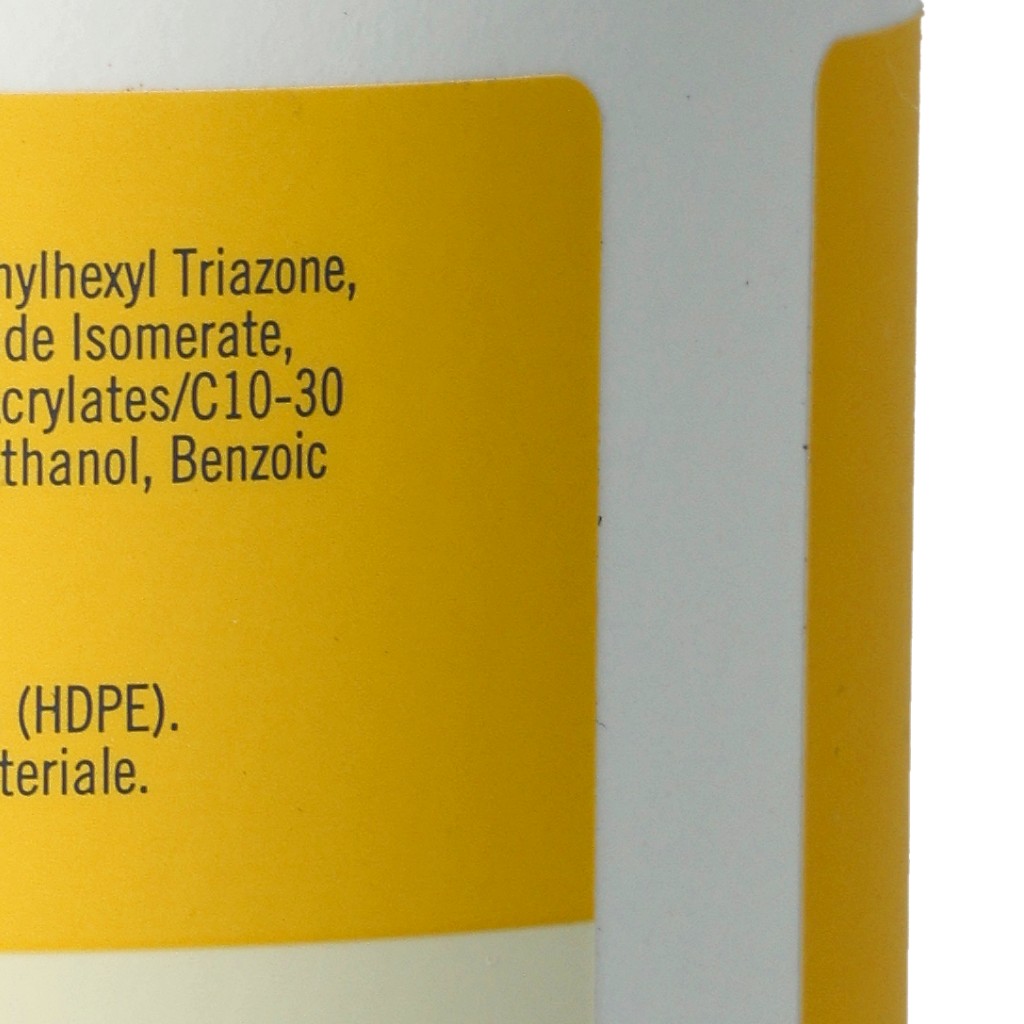 nylhexyl Triazone,
de Isomerate,
crylates/C10-30
thanol, Benzoic
(HDPE).
teriale.